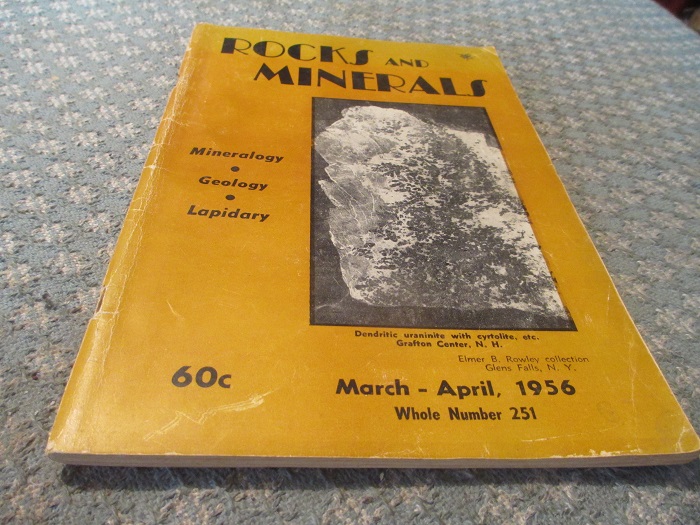 ROCKS AND
MINERALS
Mineralogy
•
Geology
•
Lapidary
Dendritic uraninite with cyrtolite, etc.
Grafton Center, N. H.
Elmer B. Rowley collection
Glens Falls, N. Y.
60c
March - April, 1956
Whole Number 251